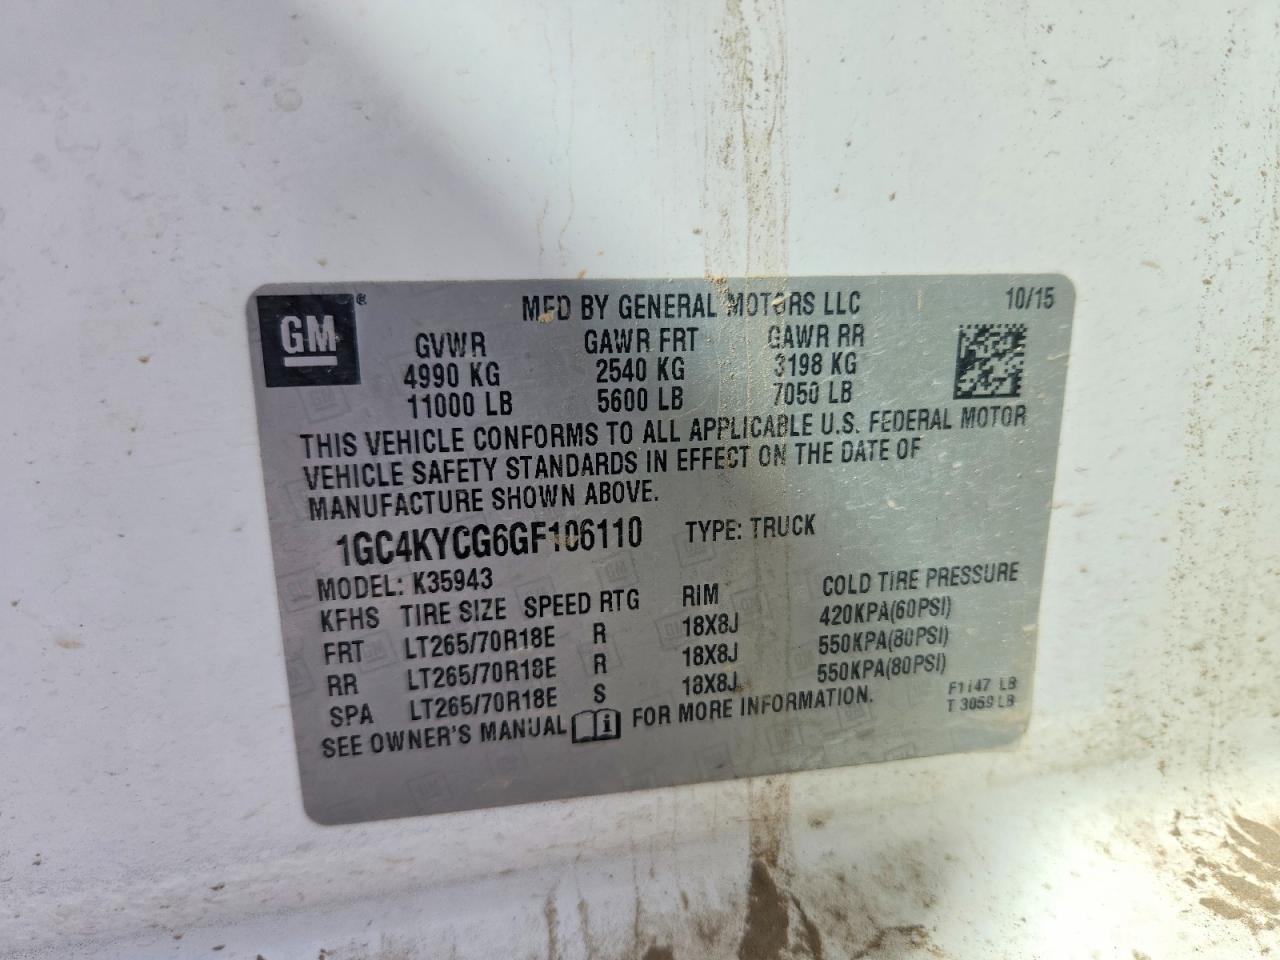 GM ®
MFD BY GENERAL MOTORS LLC 10/15
GVWR GAWR FRT GAWR RR
4990 KG 2540 KG 3198 KG
11000 LB 5600 LB 7050 LB
THIS VEHICLE CONFORMS TO ALL APPLICABLE U.S. FEDERAL MOTOR
VEHICLE SAFETY STANDARDS IN EFFECT ON THE DATE OF
MANUFACTURE SHOWN ABOVE.
1GC4KYCG6GF106110 TYPE: TRUCK
MODEL: K35943
KFHS TIRE SIZE SPEED RTG RIM COLD TIRE PRESSURE
FRT LT265/70R18E R 18X8J 420KPA(60PSI)
RR LT265/70R18E R 18X8J 550KPA(80PSI)
SPA LT265/70R18E S 18X8J 550KPA(80PSI)
SEE OWNER'S MANUAL i FOR MORE INFORMATION.
LB
T 3059 LB